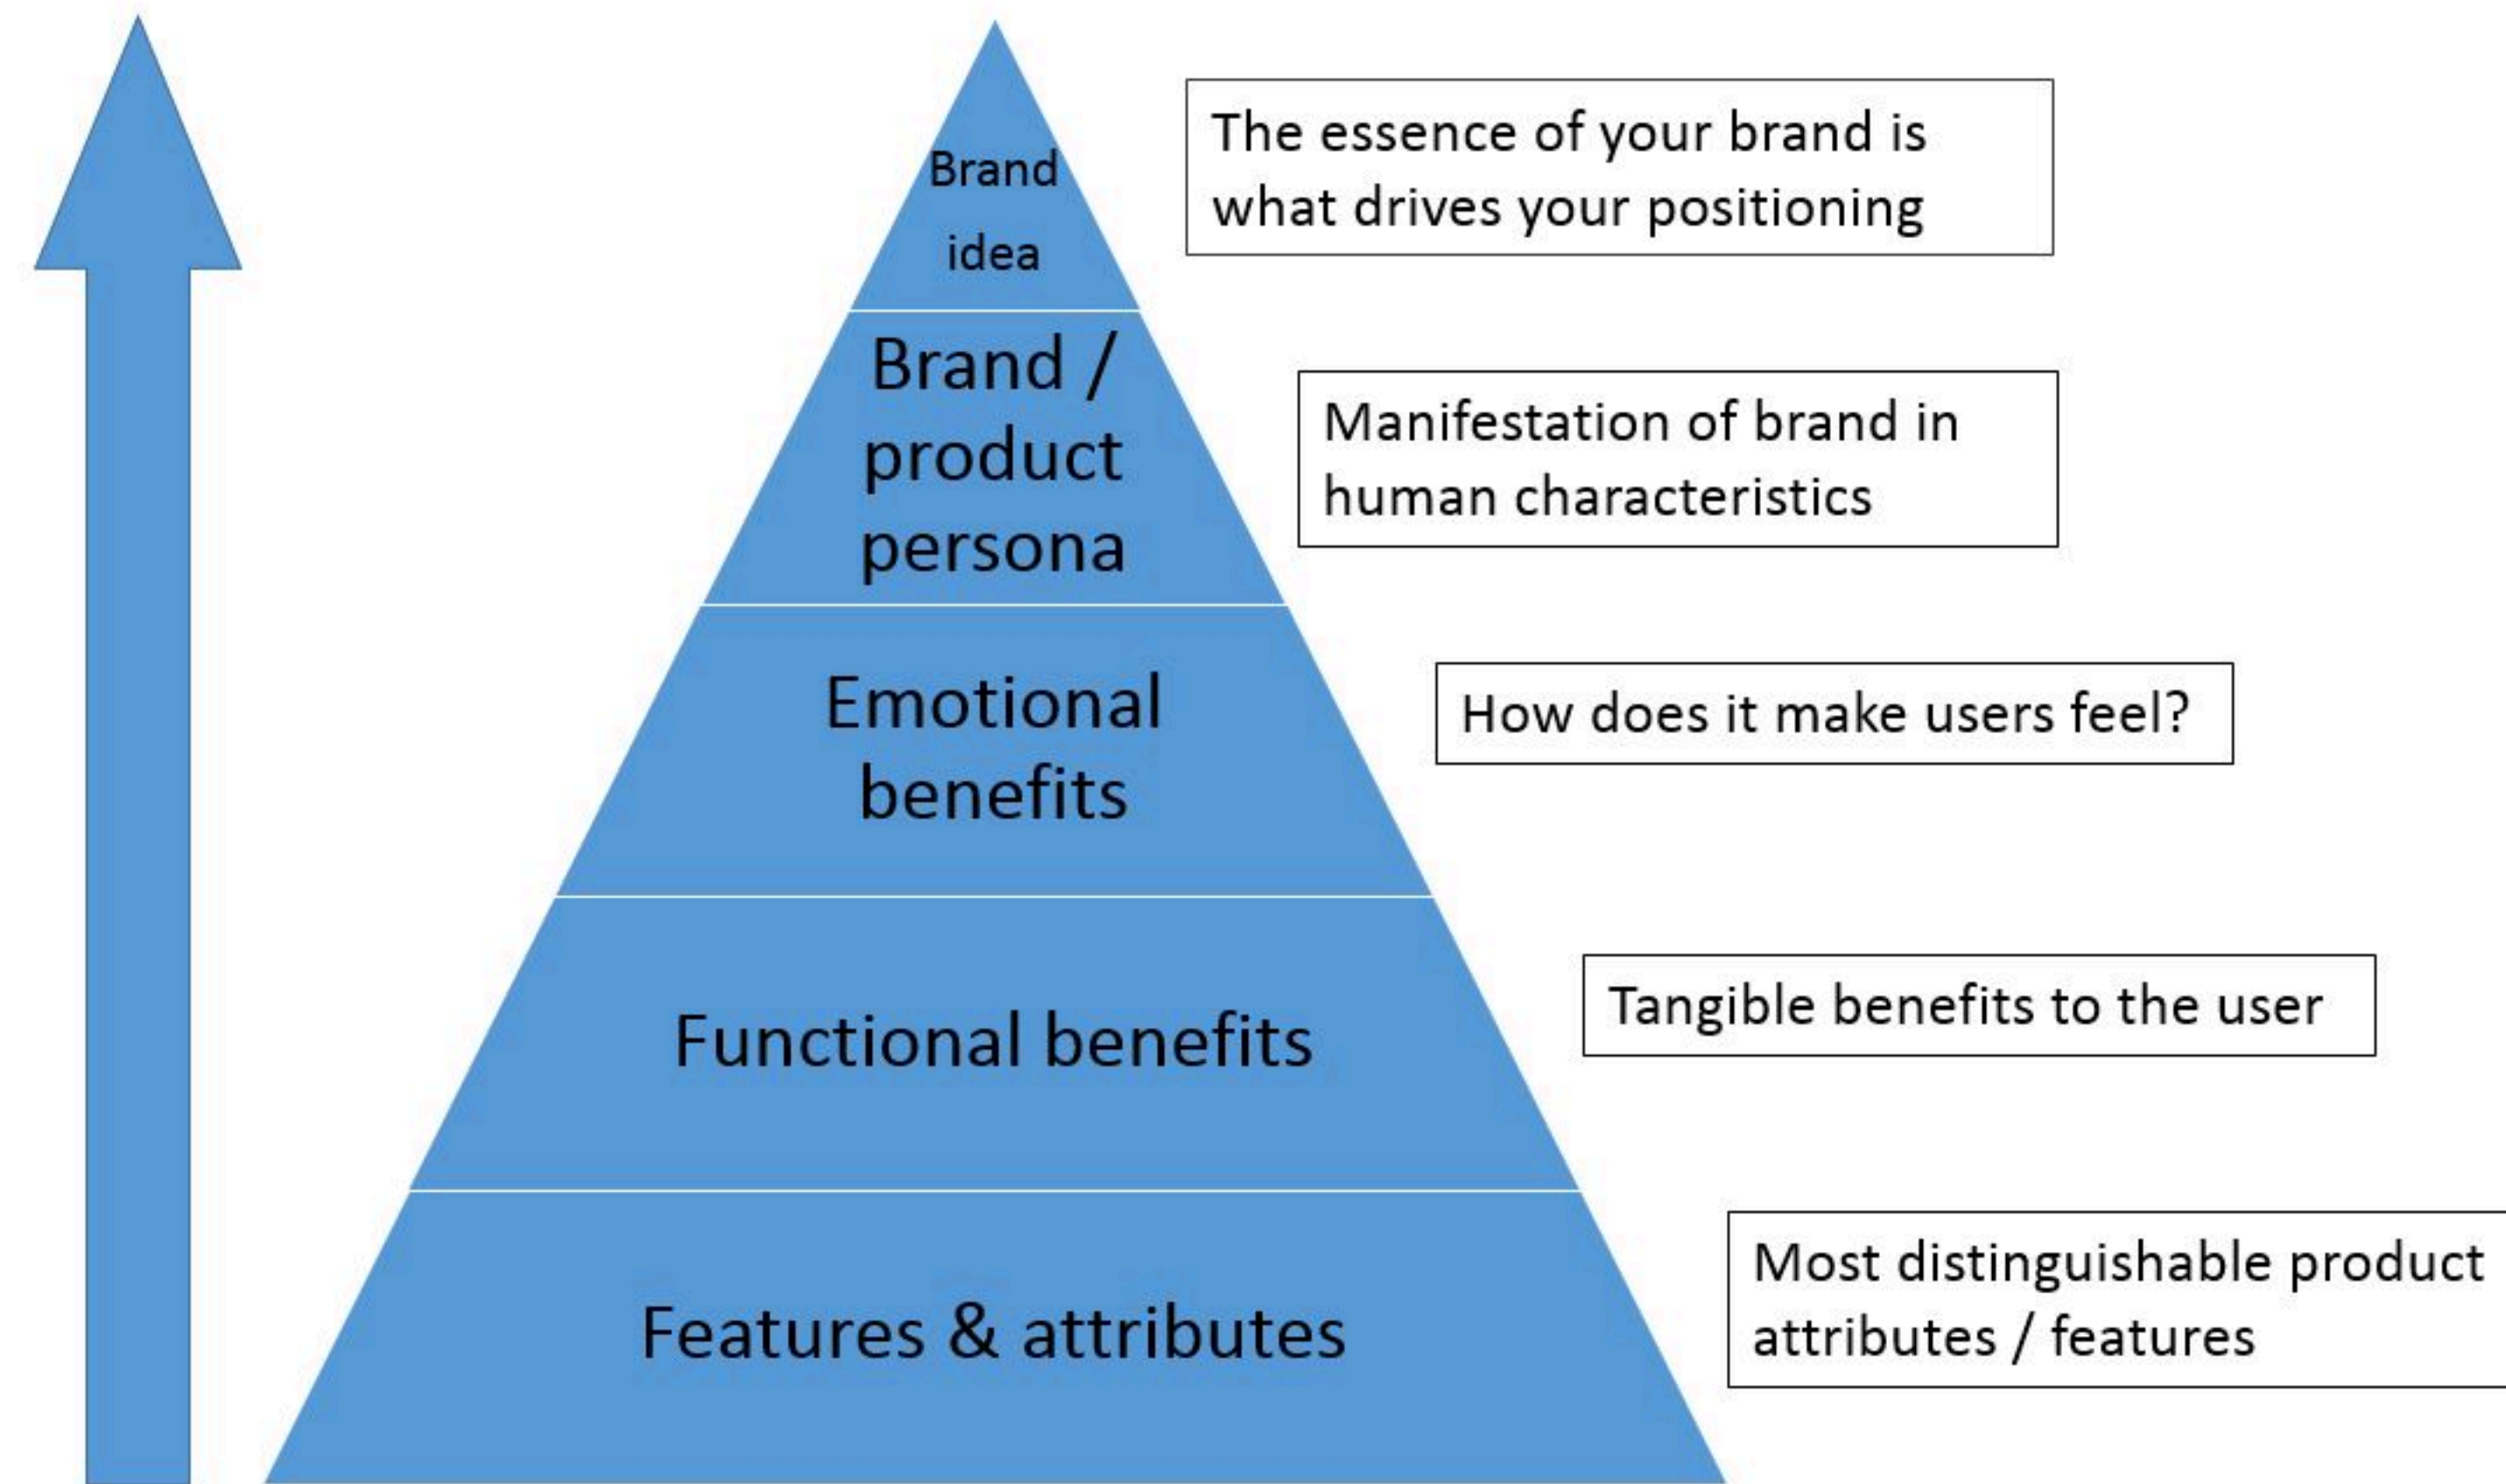 Brand
idea
The essence of your brand is
what drives your positioning
Brand /
product
persona
Manifestation of brand in
human characteristics
Emotional
benefits
How does it make users feel?
Functional benefits
Tangible benefits to the user
Features & attributes
Most distinguishable product
attributes / features